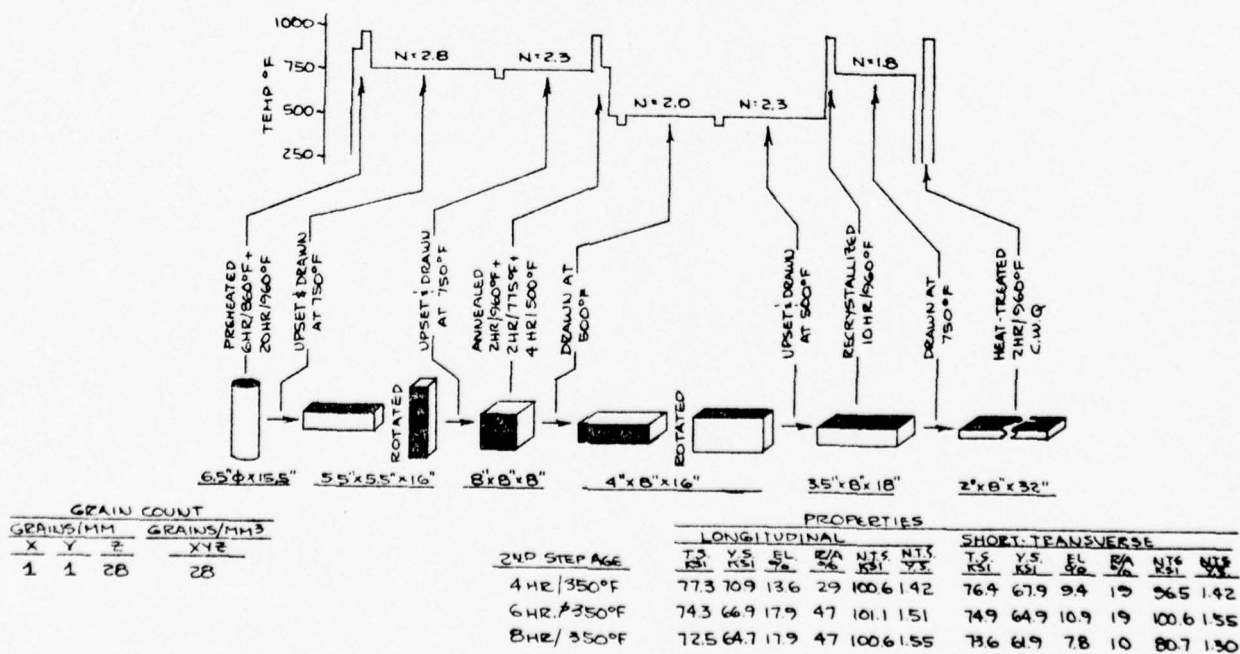 1000
750
500
250
TEMP °F
N=2.8
N=2.3
N=2.0
N=2.3
N=1.8
PREHEATED
6HR/860°F+
20HR/960°F
UPSET & DRAWN
AT 750°F
UPSET & DRAWN
AT 750°F
ANNEALED
2HR/960°F+
2HR/775°F+
4HR/500°F
DRAWN AT
500°F
UPSET & DRAWN
AT 500°F
RECRYSTALLIZED
10HR/960°F
DRAWN AT
750°F
HEAT-TREATED
2HR/960°F
C.W.Q.
ROTATED
ROTATED
6.5"φx15.5"
5.5"x5.5"x16"
8"x8"x8"
4"x8"x16"
3.5"x8"x18"
2"x8"x32"
GRAIN COUNT
GRAINS/MM GRAINS/MM³
X Y Z XYZ
1 1 28 28
PROPERTIES
LONGITUDINAL SHORT-TRANSVERSE
2ND STEP AGE T.S. KSI Y.S. KSI EL % R/A % N.T.S. KSI N.T.S. Y.S. T.S. KSI Y.S. KSI EL % R/A % NTS KSI NTS Y.S.
4 HR/350°F 77.3 70.9 13.6 29 100.6 1.42 76.4 67.9 9.4 19 96.5 1.42
6 HR./350°F 74.3 66.9 17.9 47 101.1 1.51 74.9 64.9 10.9 19 100.6 1.55
8HR/350°F 72.5 64.7 17.9 47 100.6 1.55 73.6 61.9 7.8 10 80.7 1.30